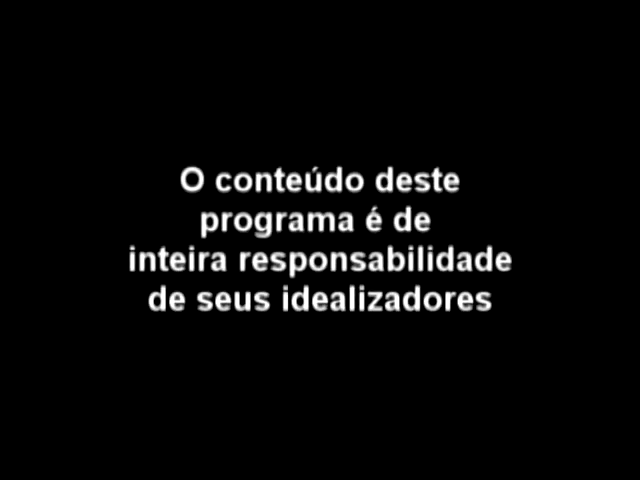 O conteúdo deste
programa é de
inteira responsabilidade
de seus idealizadores